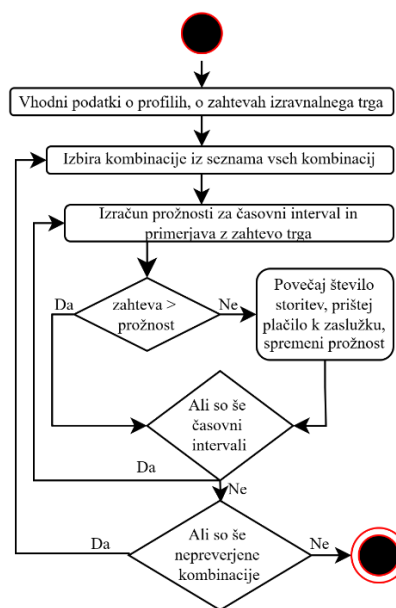 Vhodni podatki o profilih, o zahtevah izravnalnega trga
Izbira kombinacije iz seznama vseh kombinacij
Izračun prožnosti za časovni interval in
primerjava z zahtevo trga
Da
zahteva >
prožnost
Ne
Povečaj število
storitev, prištej
plačilo k zaslužku,
spremeni prožnost
Ali so še
časovni
intervali
Da
Ne
Da
Ali so še
nepreverjene
kombinacije
Ne